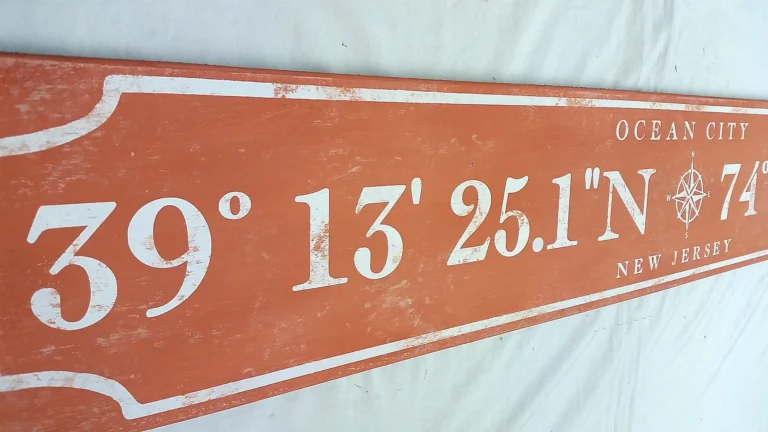 OCEAN CITY
39° 13' 25.1"N 74°
NEW JERSEY